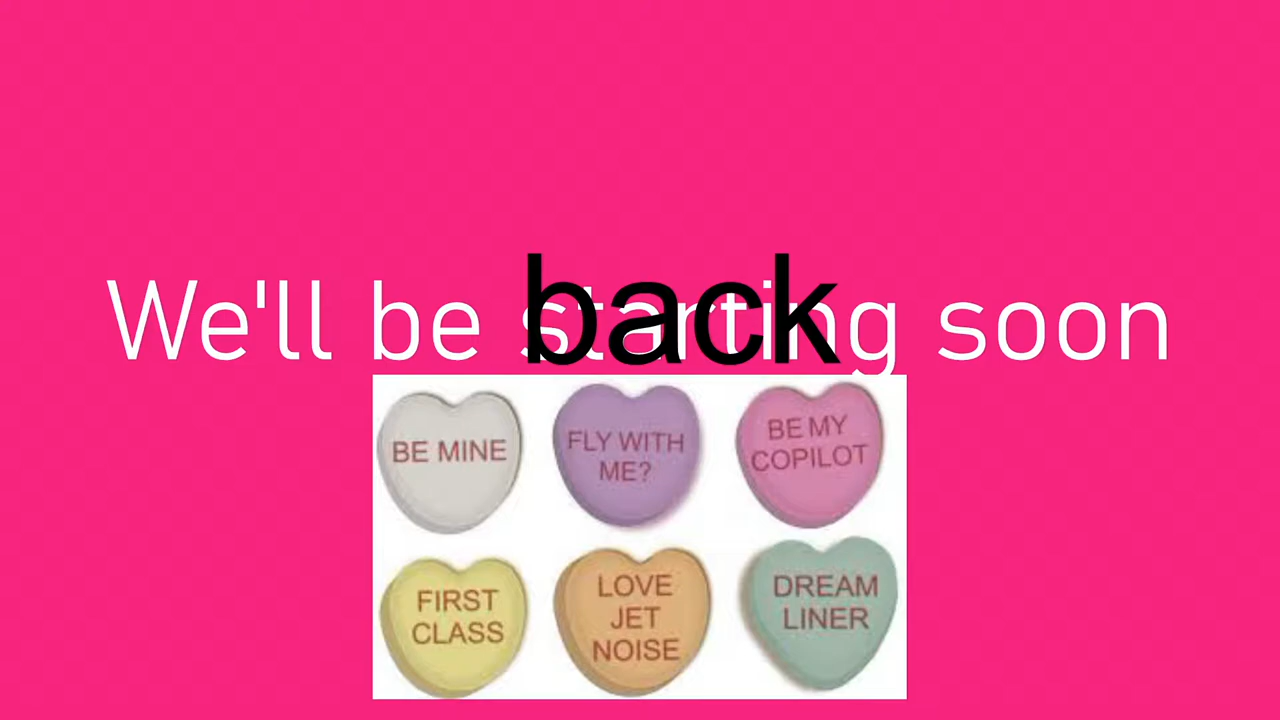 We'll be starting soon
back
BE MINE
FLY WITH
ME?
BE MY
COPILOT
FIRST
CLASS
LOVE
JET
NOISE
DREAM
LINER